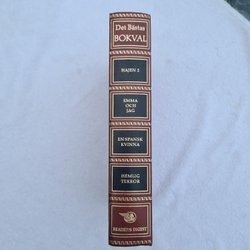 Det Bästas
BOKVAL
HAJEN 2
EMMA
OCH
JAG
EN SPANSK
KVINNA
HEMLIG
TERROR
READER'S DIGEST